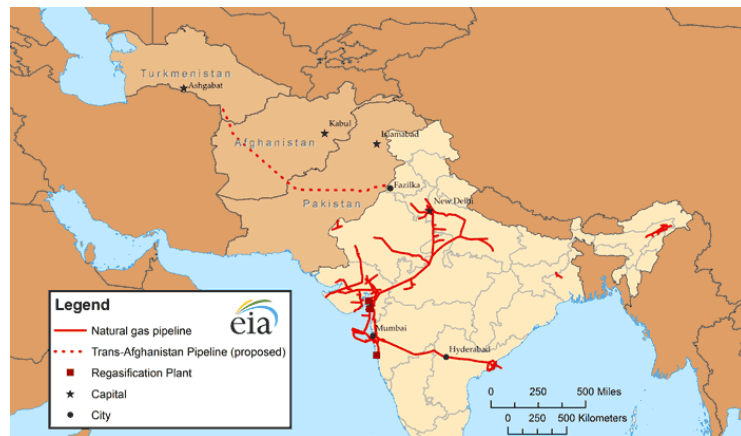 Turkmenistan
Ashgabat
Kabul
Islamabad
Afghanistan
Fazilka
Pakistan
New Delhi
Legend
eia
Natural gas pipeline
Trans-Afghanistan Pipeline (proposed)
Regasification Plant
Capital
City
Mumbai
Hyderabad
0 250 500 Miles
0 250 500 Kilometers